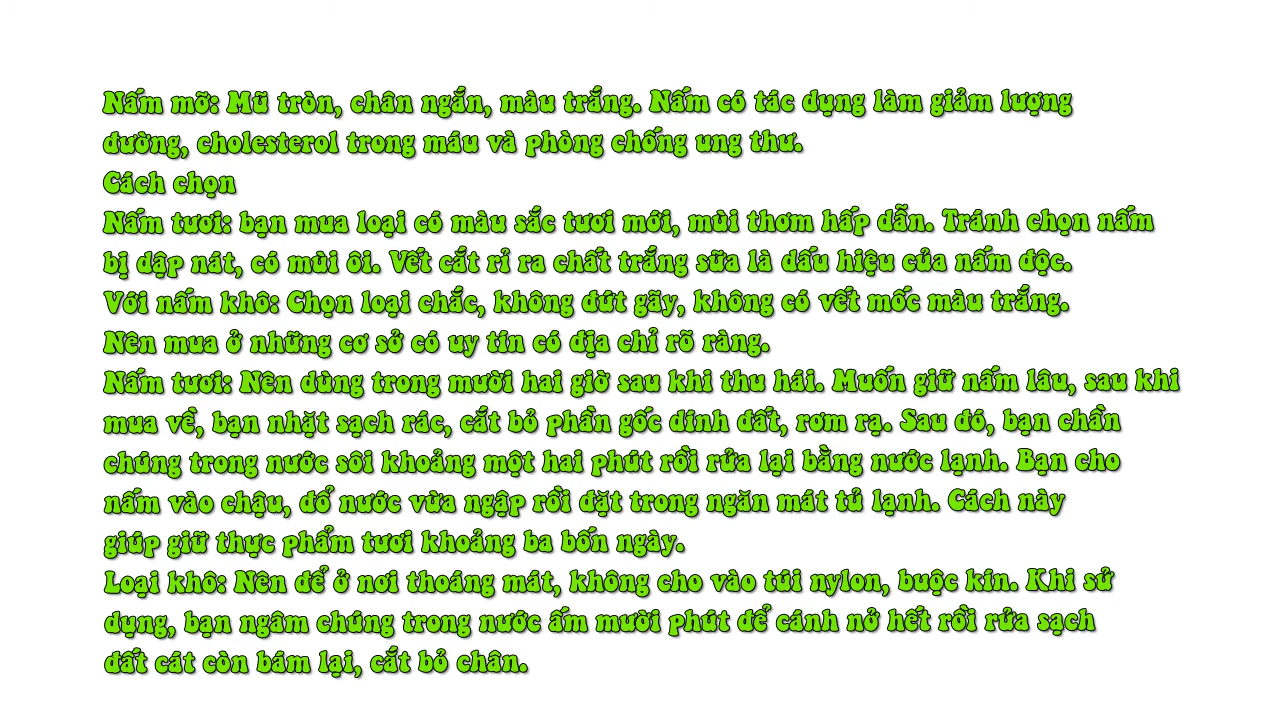 Nấm mỡ: Mũ tròn, chân ngắn, màu trắng. Nấm có tác dụng làm giảm lượng
đường, cholesterol trong máu và phòng chống ung thư.
Cách chọn
Nấm tươi: bạn mua loại có màu sắc tươi mới, mùi thơm hấp dẫn. Tránh chọn nấm
bị dập nát, có mùi ôi. Vết cắt rỉ ra chất trắng sữa là dấu hiệu của nấm độc.
Với nấm khô: Chọn loại chắc, không đứt gãy, không có vết mốc màu trắng.
Nên mua ở những cơ sở có uy tín có địa chỉ rõ ràng.
Nấm tươi: Nên dùng trong mười hai giờ sau khi thu hái. Muốn giữ nấm lâu, sau khi
mua về, bạn nhặt sạch rác, cắt bỏ phần gốc dính đất, rơm rạ. Sau đó, bạn chần
chúng trong nước sôi khoảng một hai phút rồi rửa lại bằng nước lạnh. Bạn cho
nấm vào chậu, đổ nước vừa ngập rồi đặt trong ngăn mát tủ lạnh. Cách này
giúp giữ thực phẩm tươi khoảng ba bốn ngày.
Loại khô: Nên để ở nơi thoáng mát, không cho vào túi nylon, buộc kín. Khi sử
dụng, bạn ngâm chúng trong nước ấm mười phút để cánh nở hết rồi rửa sạch
đất cát còn bám lại, cắt bỏ chân.